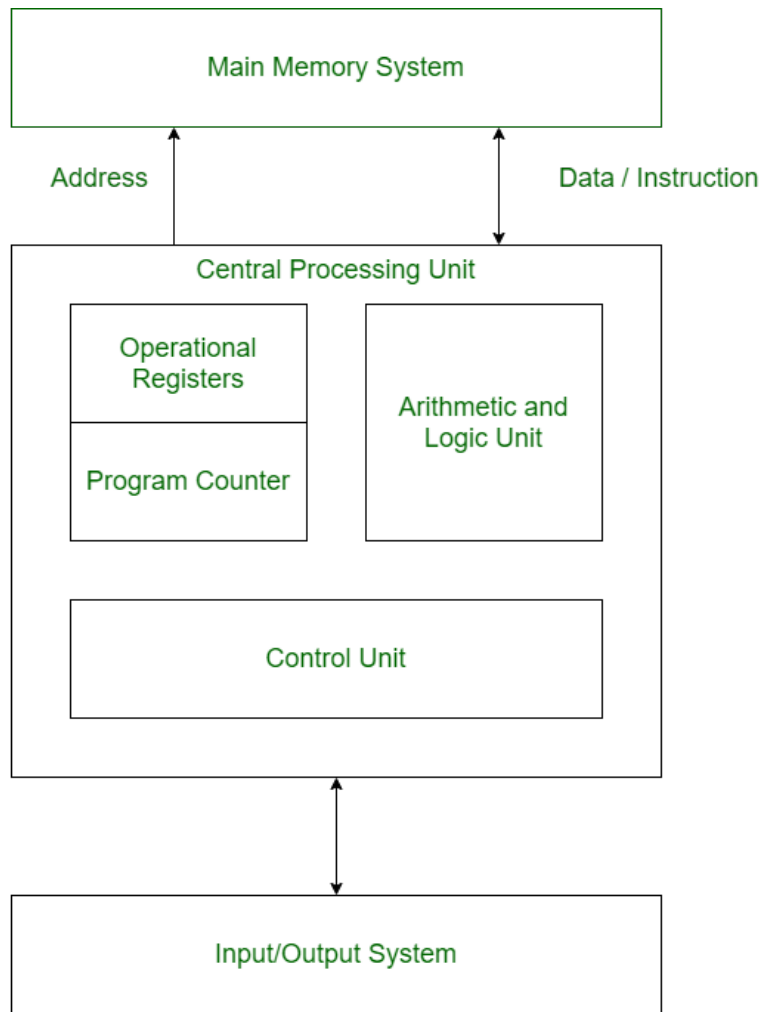 Main Memory System
Address
Data / Instruction
Central Processing Unit
Operational
Registers
Program Counter
Arithmetic and
Logic Unit
Control Unit
Input/Output System